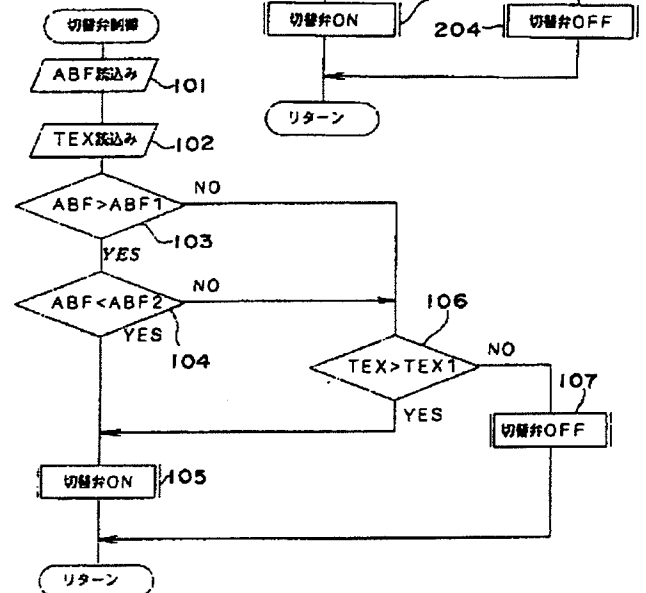 切替弁ON
204
切替弁OFF
リターン
切替弁制御
ABF読込み
101
TEX読込み
102
ABF>ABF1
NO
103
YES
ABF<ABF2
NO
104
YES
106
TEX>TEX1
NO
YES
107
切替弁OFF
切替弁ON
105
リターン